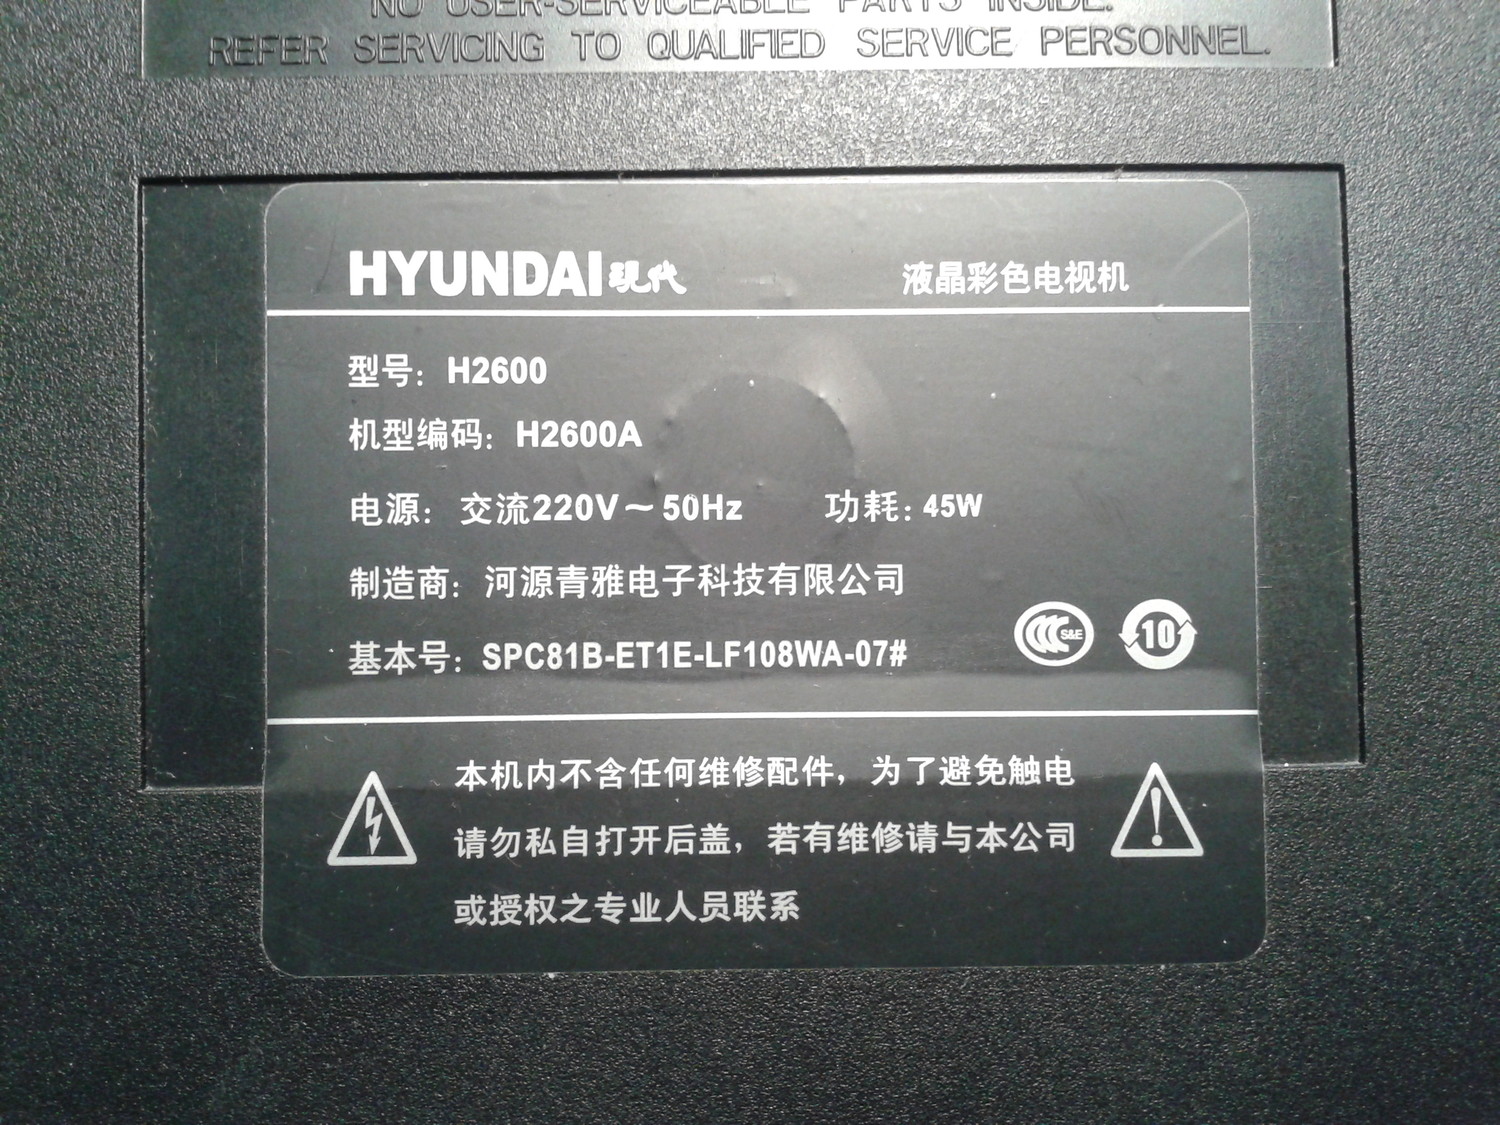 NO USER-SERVICEABLE PARTS INSIDE.
REFER SERVICING TO QUALIFIED SERVICE PERSONNEL.
HYUNDAI现代 液晶彩色电视机
型号：H2600
机型编码：H2600A
电源：交流220V～50Hz 功耗：45W
制造商：河源青雅电子科技有限公司
基本号：SPC81B-ET1E-LF108WA-07#
S&E 10
本机内不含任何维修配件，为了避免触电
请勿私自打开后盖，若有维修请与本公司
或授权之专业人员联系